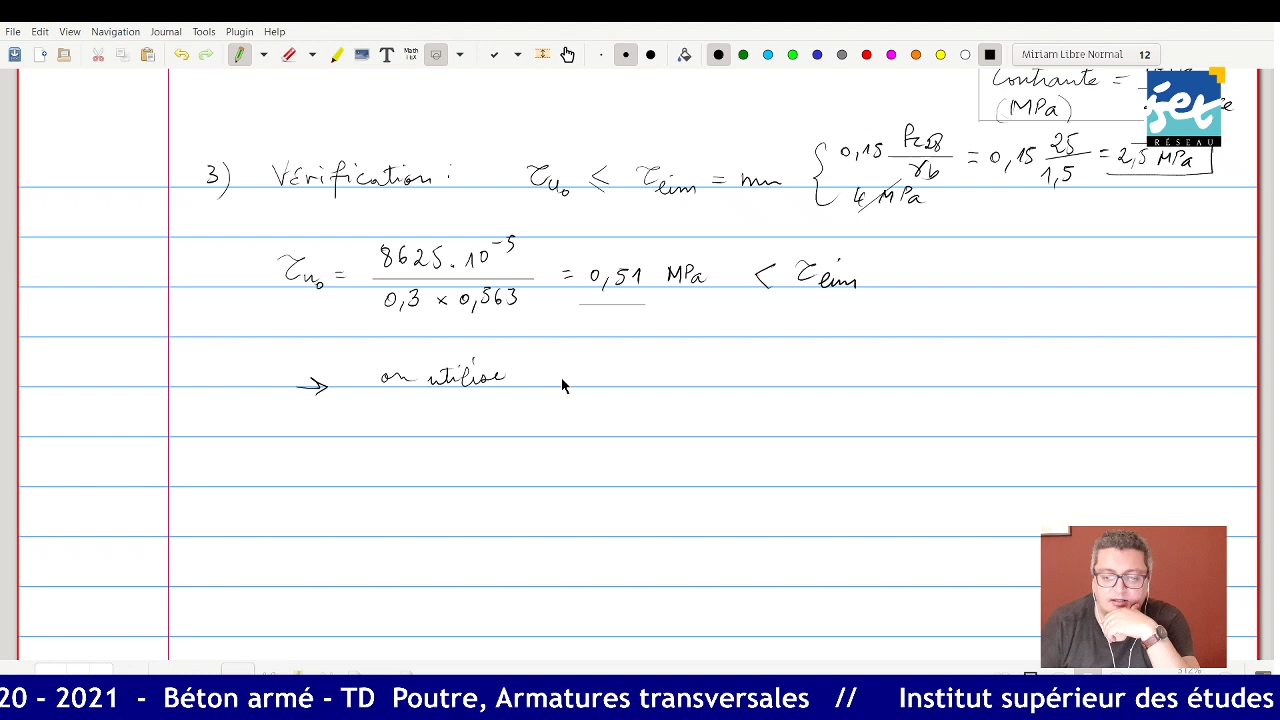 File Edit View Navigation Journal Tools Help
Miriam Libre Normal 12
Contrainte =
(MPa)
jset
RÉSEAU
3) Vérification : τu₀ ≤ τlim = min { 0,15 fc28/γb = 0,15 25/1,5 = 2,5 MPa
4 MPa
τu₀ = 8625.10⁻⁵ / 0,3 × 0,563 = 0,51 MPa < τlim
→ on utilise
312%
20 - 2021 - Béton armé - TD Poutre, Armatures transversales // Institut supérieur des études